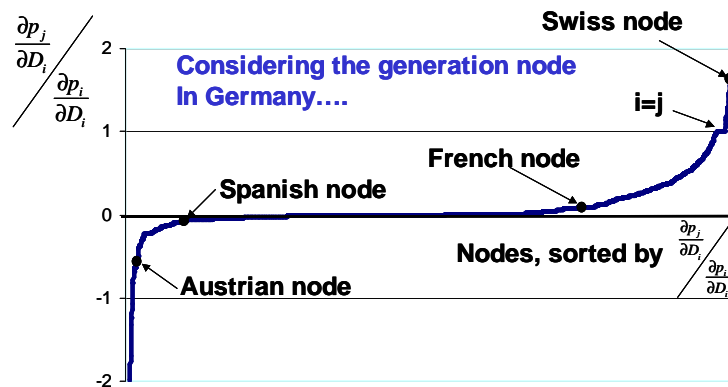 Swiss node
∂p_j/∂D_i / ∂p_i/∂D_i
2
Considering the generation node
In Germany....
i=j
1
French node
Spanish node
0
Nodes, sorted by ∂p_j/∂D_i / ∂p_i/∂D_i
Austrian node
-1
-2